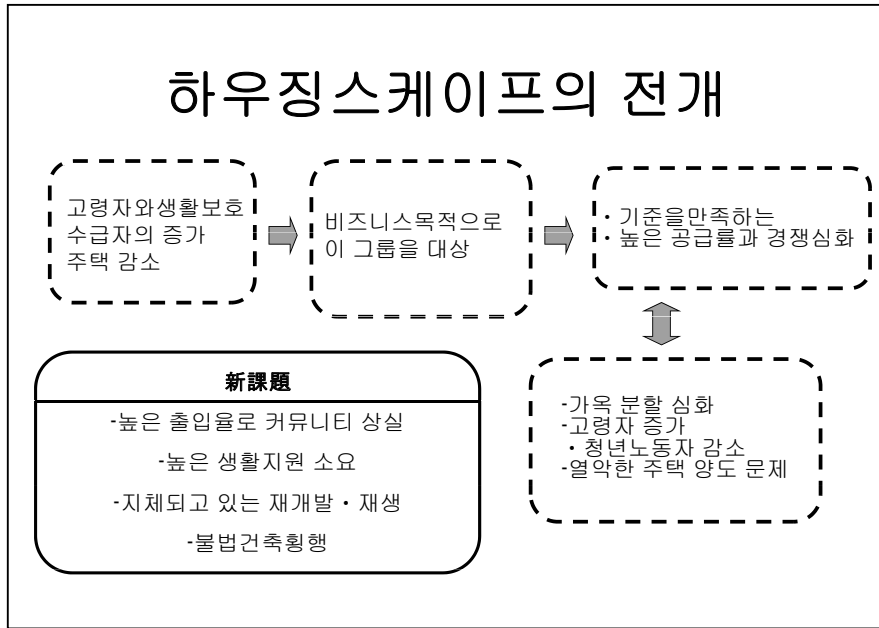 하우징스케이프의 전개
고령자와생활보호
수급자의 증가
주택 감소
비즈니스목적으로
이 그룹을 대상
・기준을만족하는
・높은 공급률과 경쟁심화
新課題
-높은 출입율로 커뮤니티 상실
-높은 생활지원 소요
-지체되고 있는 재개발・재생
-불법건축횡행
-가옥 분할 심화
-고령자 증가
・청년노동자 감소
-열악한 주택 양도 문제